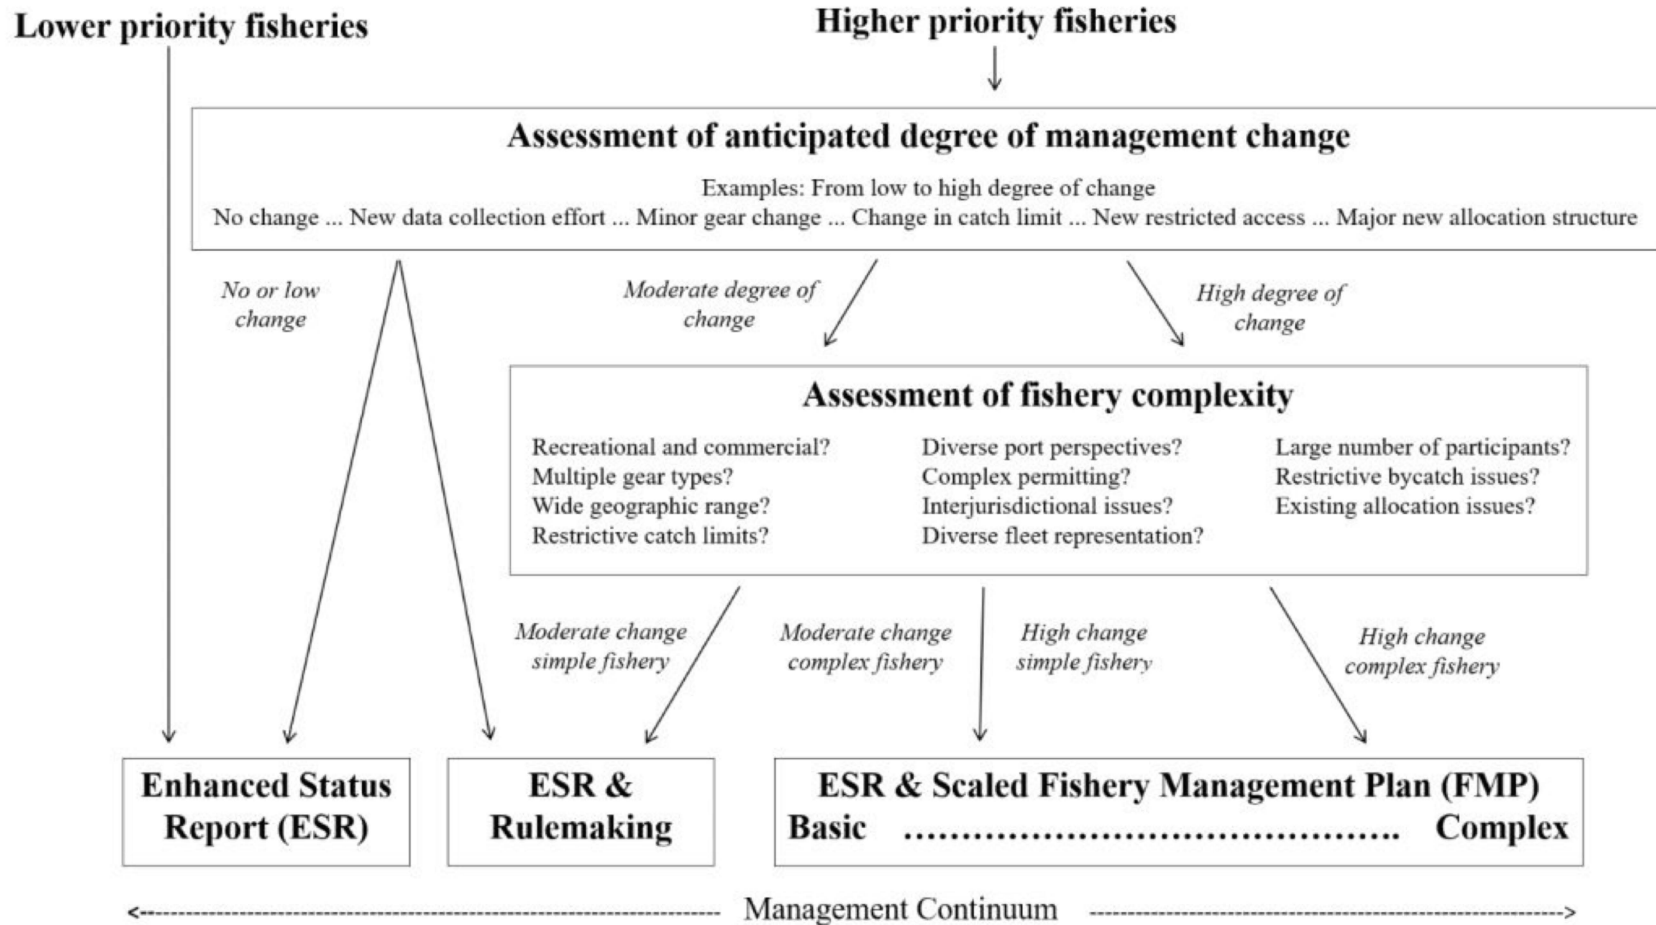 Lower priority fisheries
Higher priority fisheries
Assessment of anticipated degree of management change
Examples: From low to high degree of change
No change ... New data collection effort ... Minor gear change ... Change in catch limit ... New restricted access ... Major new allocation structure
No or low
change
Moderate degree of
change
High degree of
change
Assessment of fishery complexity
Recreational and commercial?
Multiple gear types?
Wide geographic range?
Restrictive catch limits?
Diverse port perspectives?
Complex permitting?
Interjurisdictional issues?
Diverse fleet representation?
Large number of participants?
Restrictive bycatch issues?
Existing allocation issues?
Moderate change
simple fishery
Moderate change
complex fishery
High change
simple fishery
High change
complex fishery
Enhanced Status
Report (ESR)
ESR &
Rulemaking
ESR & Scaled Fishery Management Plan (FMP)
Basic ............................................. Complex
Management Continuum